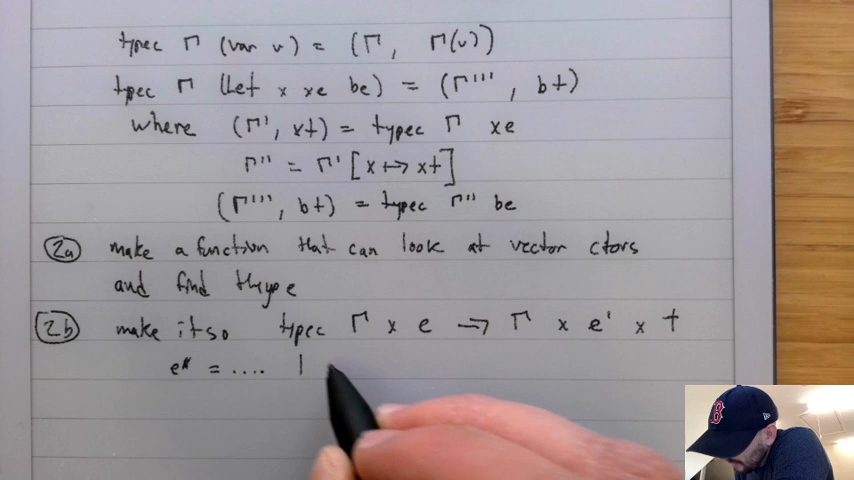 typec Γ (var v) = (Γ, Γ(v))
typec Γ (Let x xe be) = (Γ''', bt)
where (Γ', xt) = typec Γ xe
Γ'' = Γ' [x ↦ xt]
(Γ''', bt) = typec Γ'' be
2a make a function that can look at vector ctors
and find thype
2b make it so typec Γ x e → Γ x e' x t
e* = .... |
B